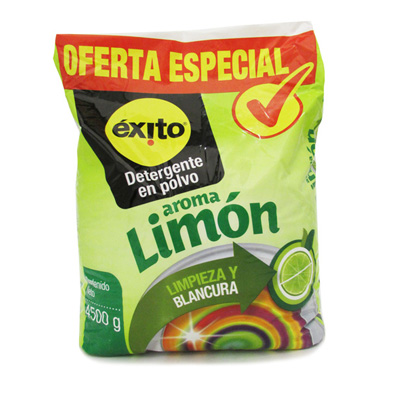 OFERTA ESPECIAL
éxito
Detergente
en polvo
aroma
Limón
LIMPIEZA Y
BLANCURA
4500 g